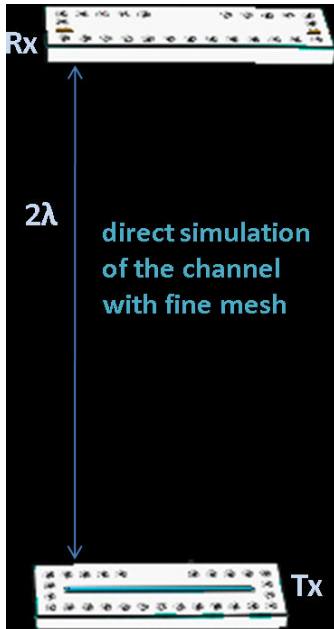 Rx
2λ
direct simulation
of the channel
with fine mesh
Tx